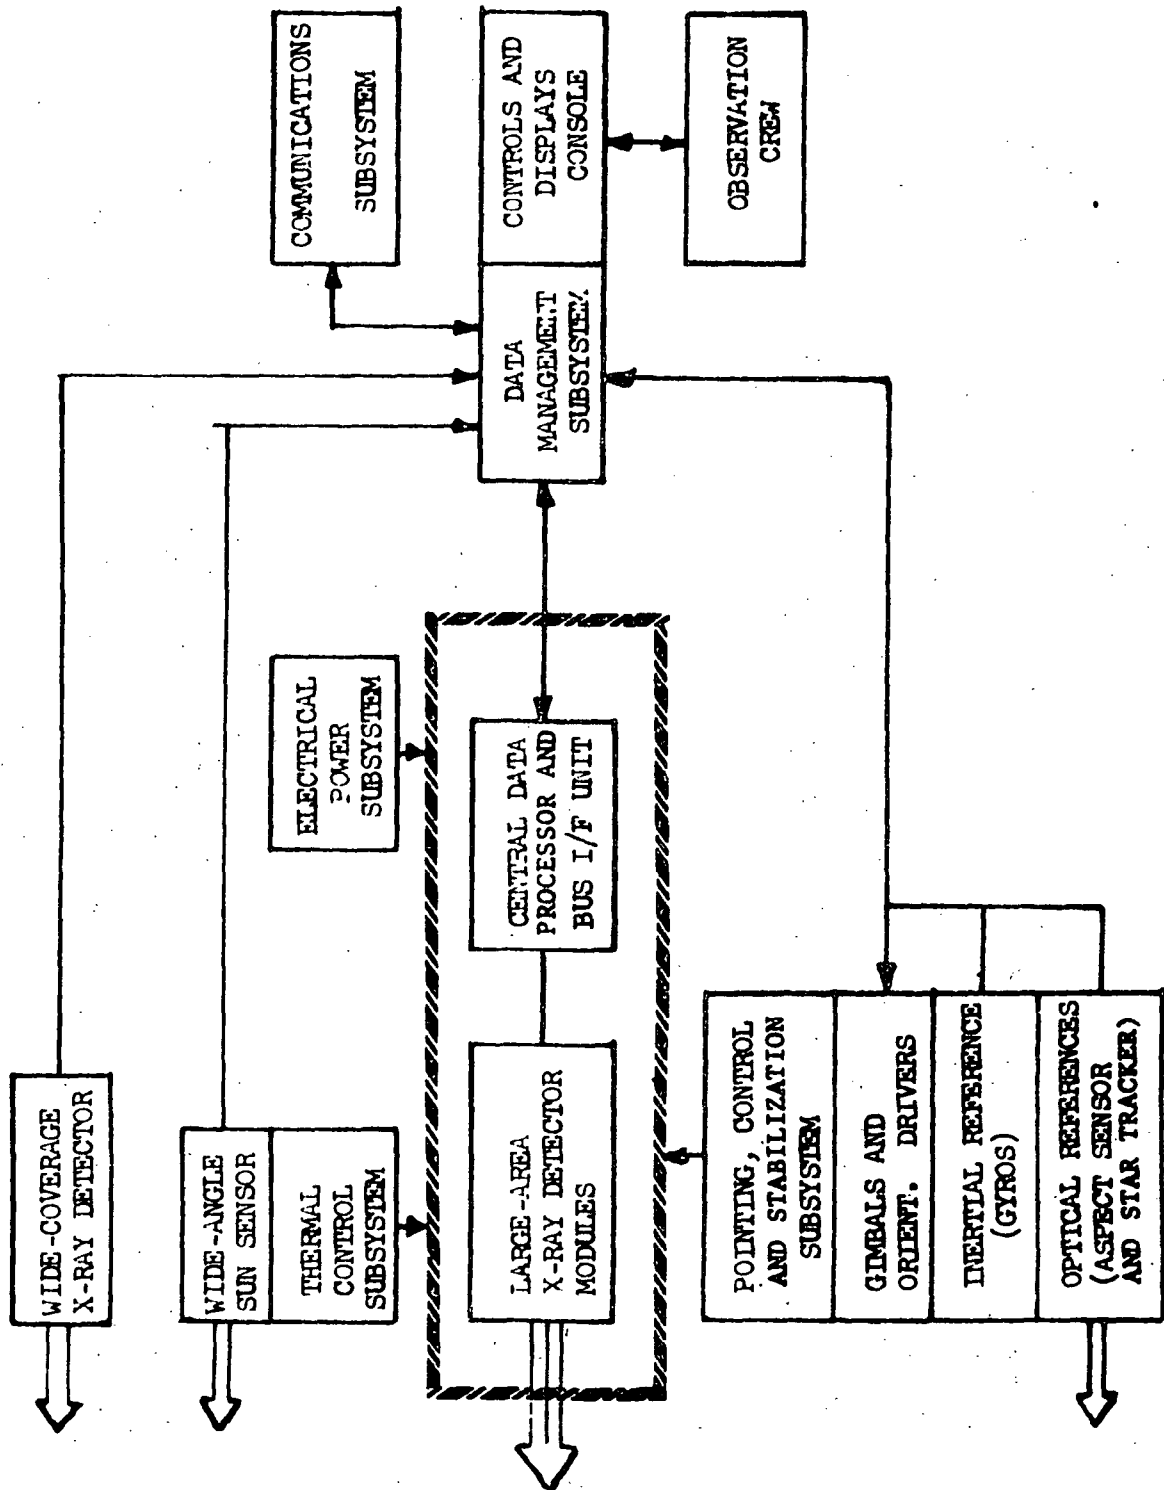 WIDE-COVERAGE
X-RAY DETECTOR
WIDE-ANGLE
SUN SENSOR
THERMAL
CONTROL
SUBSYSTEM
ELECTRICAL
POWER
SUBSYSTEM
COMMUNICATIONS
SUBSYSTEM
LARGE-AREA
X-RAY DETECTOR
MODULES
CENTRAL DATA
PROCESSOR AND
BUS I/F UNIT
DATA
MANAGEMENT
SUBSYSTEM
CONTROLS AND
DISPLAYS
CONSOLE
OBSERVATION
CREW
POINTING, CONTROL
AND STABILIZATION
SUBSYSTEM
GIMBALS AND
ORIENT. DRIVERS
INERTIAL REFERENCE
(GYROS)
OPTICAL REFERENCES
(ASPECT SENSOR
AND STAR TRACKER)